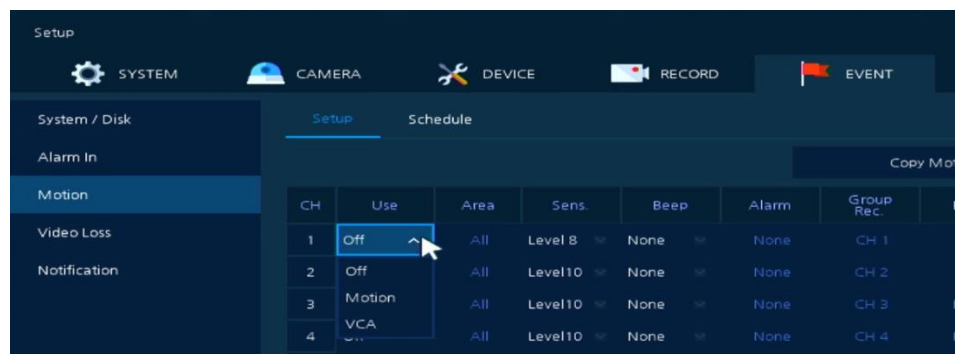 Setup
SYSTEM CAMERA DEVICE RECORD EVENT
System / Disk
Setup Schedule
Alarm In
Copy Mot
Motion
CH Use Area Sens. Beep Alarm Group Rec.
1 Off All Level 8 None None CH 1
Video Loss
2 Off All Level10 None None CH 2
Notification
3 Motion All Level10 None None CH 3
VCA
4 All Level10 None None CH 4